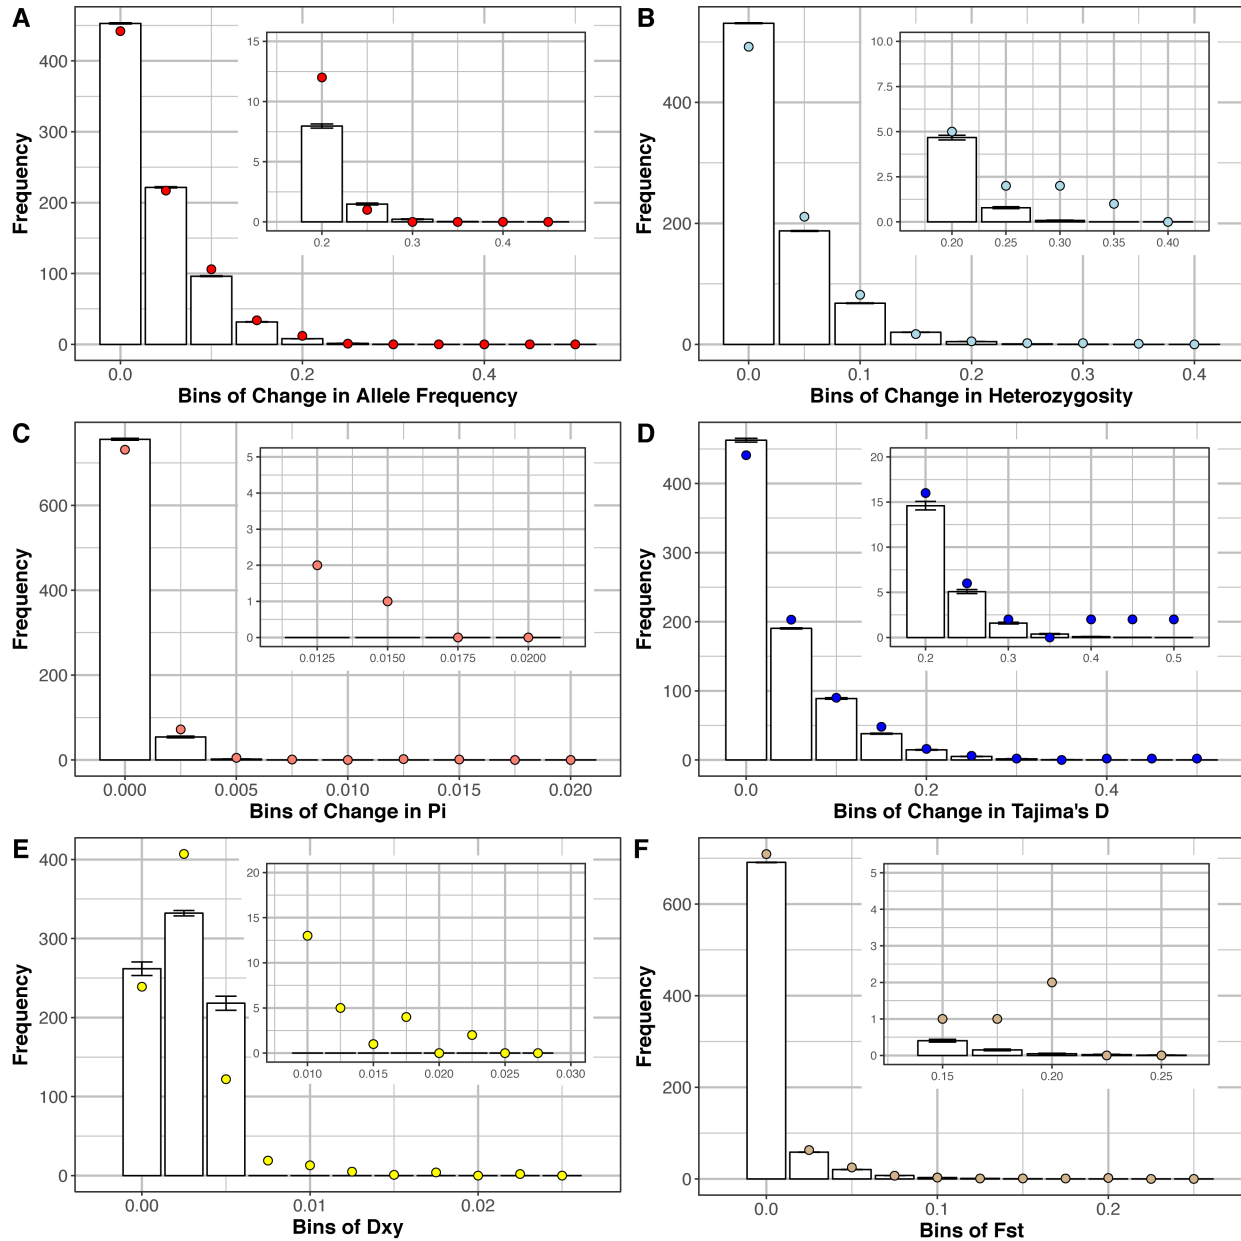 A
Frequency
400
300
200
100
0
15
10
5
0
0.2 0.3 0.4
0.0 0.2 0.4
Bins of Change in Allele Frequency
B
Frequency
400
200
0
10.0
7.5
5.0
2.5
0.0
0.20 0.25 0.30 0.35 0.40
0.0 0.1 0.2 0.3 0.4
Bins of Change in Heterozygosity
C
Frequency
600
400
200
0
5
4
3
2
1
0
0.0125 0.0150 0.0175 0.0200
0.000 0.005 0.010 0.015 0.020
Bins of Change in Pi
D
Frequency
400
300
200
100
0
20
15
10
5
0
0.2 0.3 0.4 0.5
0.0 0.2 0.4
Bins of Change in Tajima's D
E
Frequency
400
300
200
100
0
20
15
10
5
0
0.010 0.015 0.020 0.025 0.030
0.00 0.01 0.02
Bins of Dxy
F
Frequency
600
400
200
0
5
4
3
2
1
0
0.15 0.20 0.25
0.0 0.1 0.2
Bins of Fst